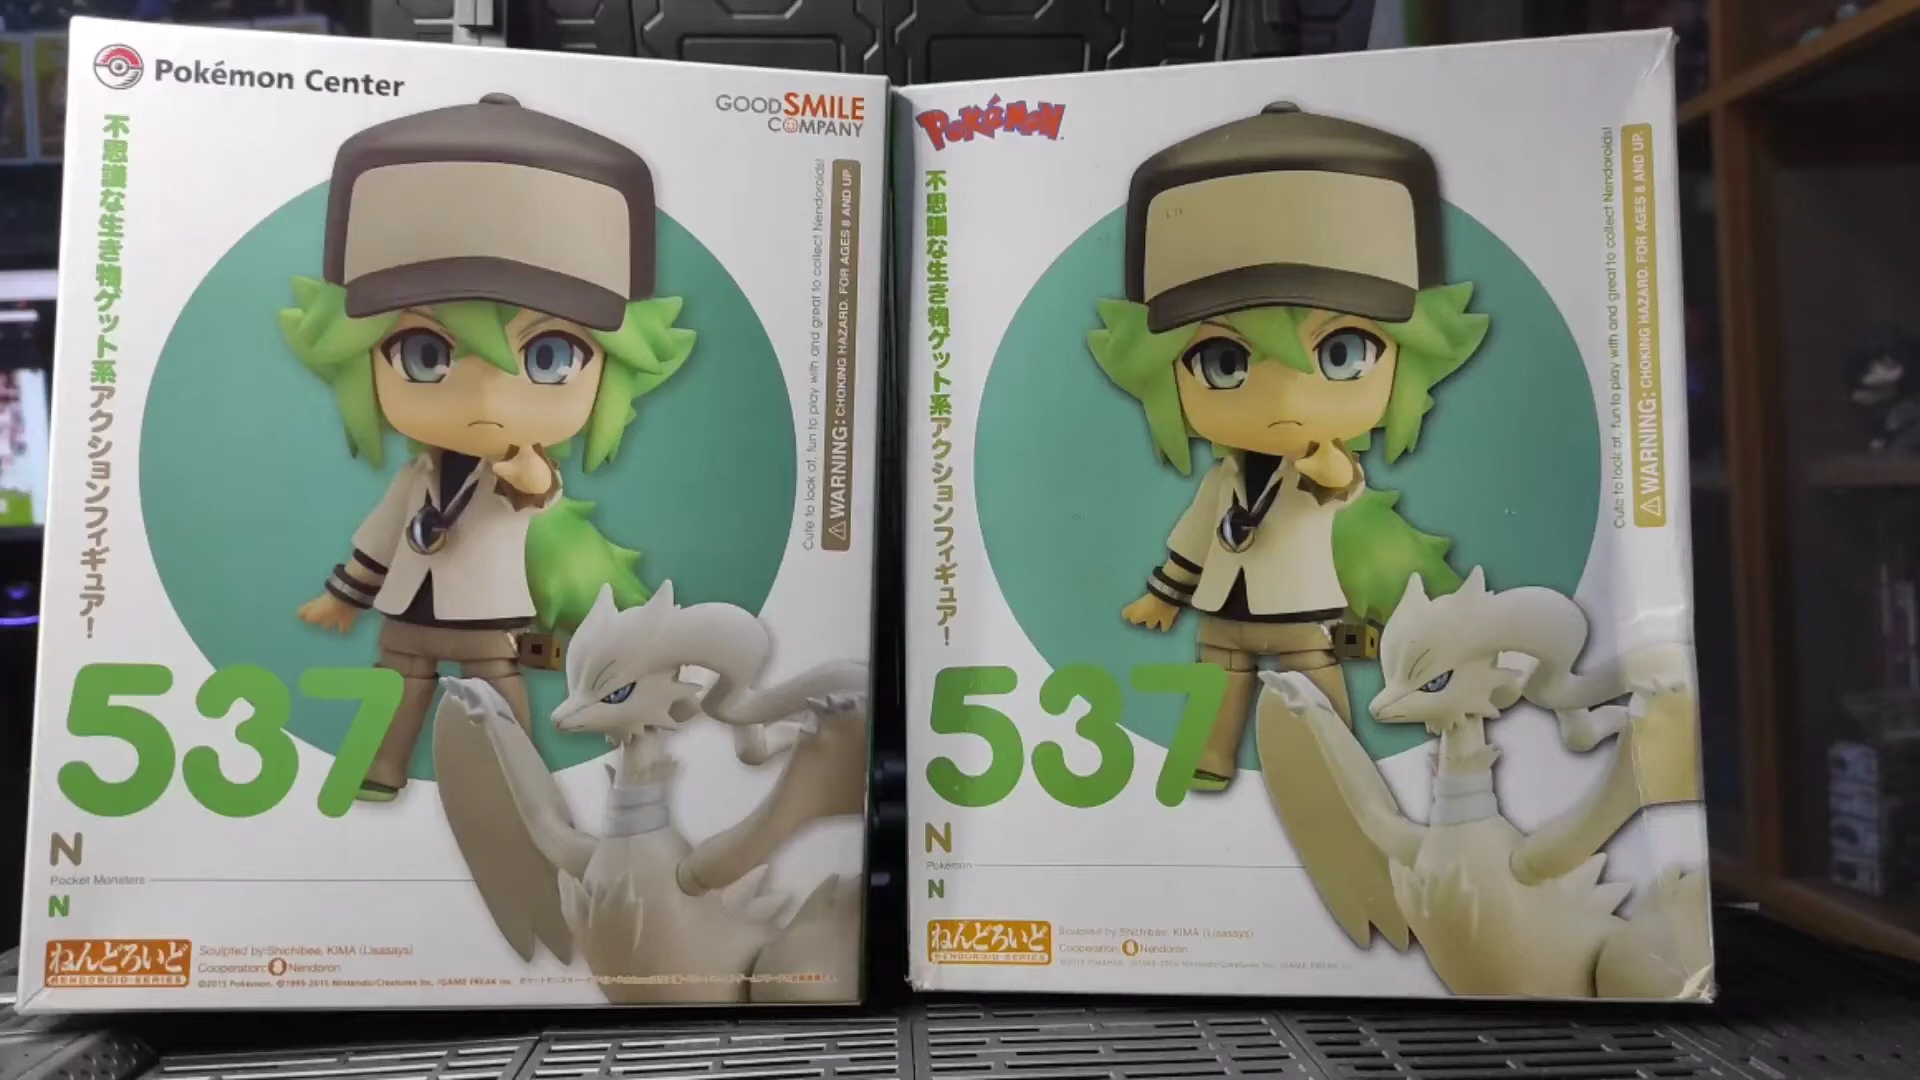 Pokémon Center
GOOD SMILE
COMPANY
不思議な生き物ゲット系アクションフィギュア!
Cute to look at, fun to play with and great to collect Nendoroids!
⚠WARNING: CHOKING HAZARD. FOR AGES 8 AND UP.
537
N
Pocket Monsters
N
ねんどろいど
NENDOROID SERIES
Sculpted by:Shichibee, KIMA (Lisasays)
Cooperation: Nendoron
©2015 Pokémon. ©1995-2015 Nintendo/Creatures Inc. /GAME FREAK inc.
POKéMON
不思議な生き物ゲット系アクションフィギュア!
Cute to look at, fun to play with and great to collect Nendoroids!
⚠WARNING: CHOKING HAZARD. FOR AGES 8 AND UP.
537
N
Pokémon
N
ねんどろいど
NENDOROID SERIES
Sculpted by:Shichibee, KIMA (Lisasays)
Cooperation: Nendoron